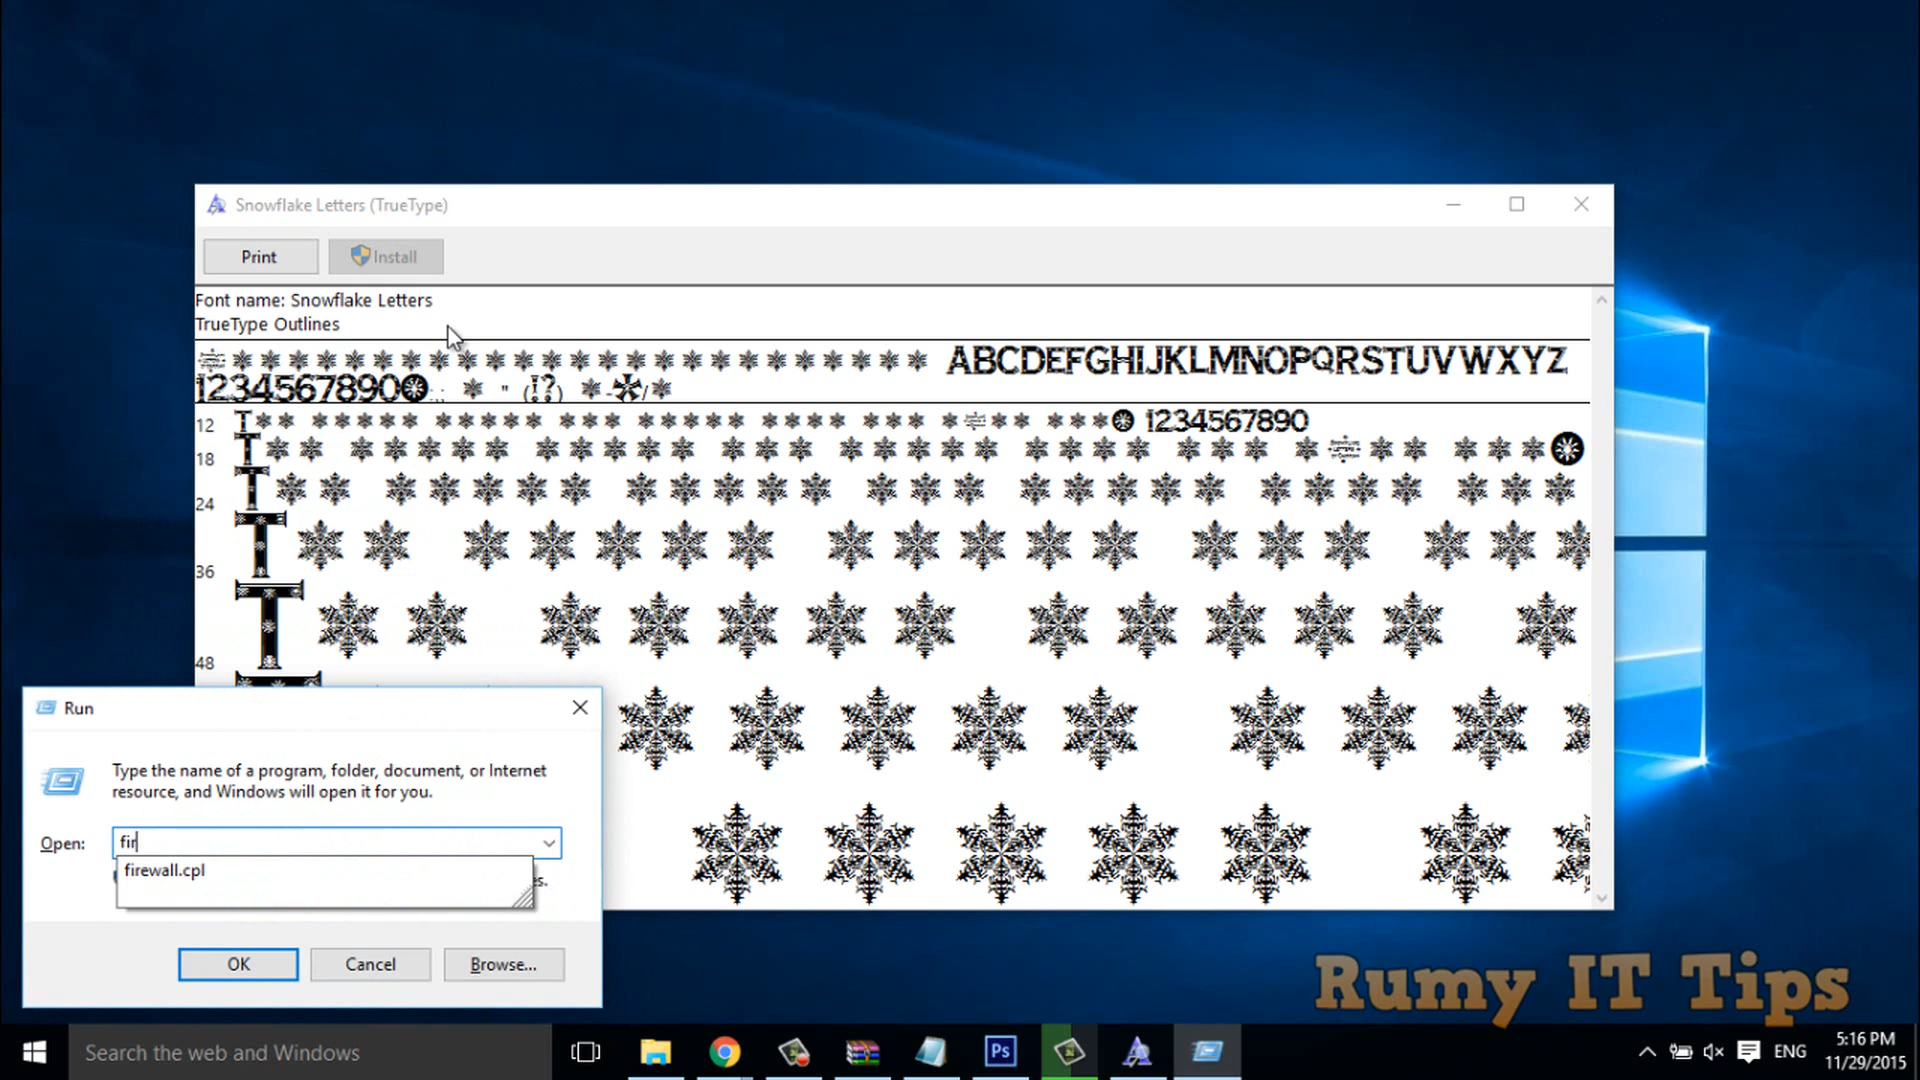 Snowflake Letters (TrueType)
Print
Install
Font name: Snowflake Letters
TrueType Outlines
ABCDEFGHIJKLMNOPQRSTUVWXYZ
1234567890 .:, " (!?) - /
12 T 1234567890
18 T
24 T
36 T
48 T
Run
Type the name of a program, folder, document, or Internet
resource, and Windows will open it for you.
Open: fir
firewall.cpl
es.
OK
Cancel
Browse...
Rumy IT Tips
Search the web and Windows
Ps
ENG
5:16 PM
11/29/2015